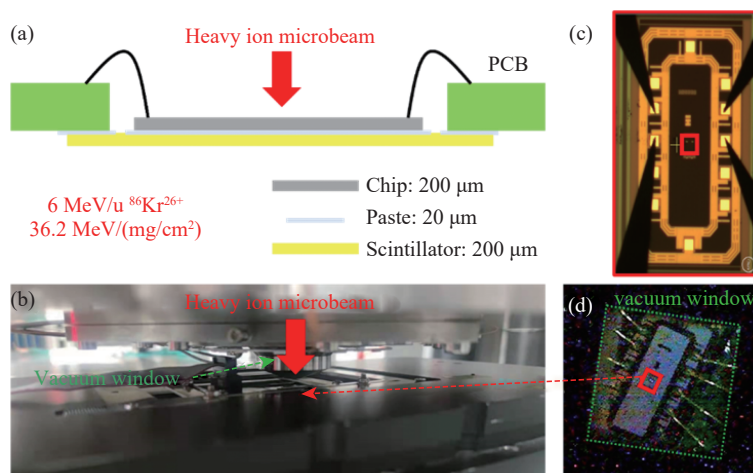 (a)
Heavy ion microbeam
PCB
6 MeV/u ⁸⁶Kr²⁶⁺
36.2 MeV/(mg/cm²)
Chip: 200 μm
Paste: 20 μm
Scintillator: 200 μm
(b)
Heavy ion microbeam
Vacuum window
(c)
(d)
vacuum window